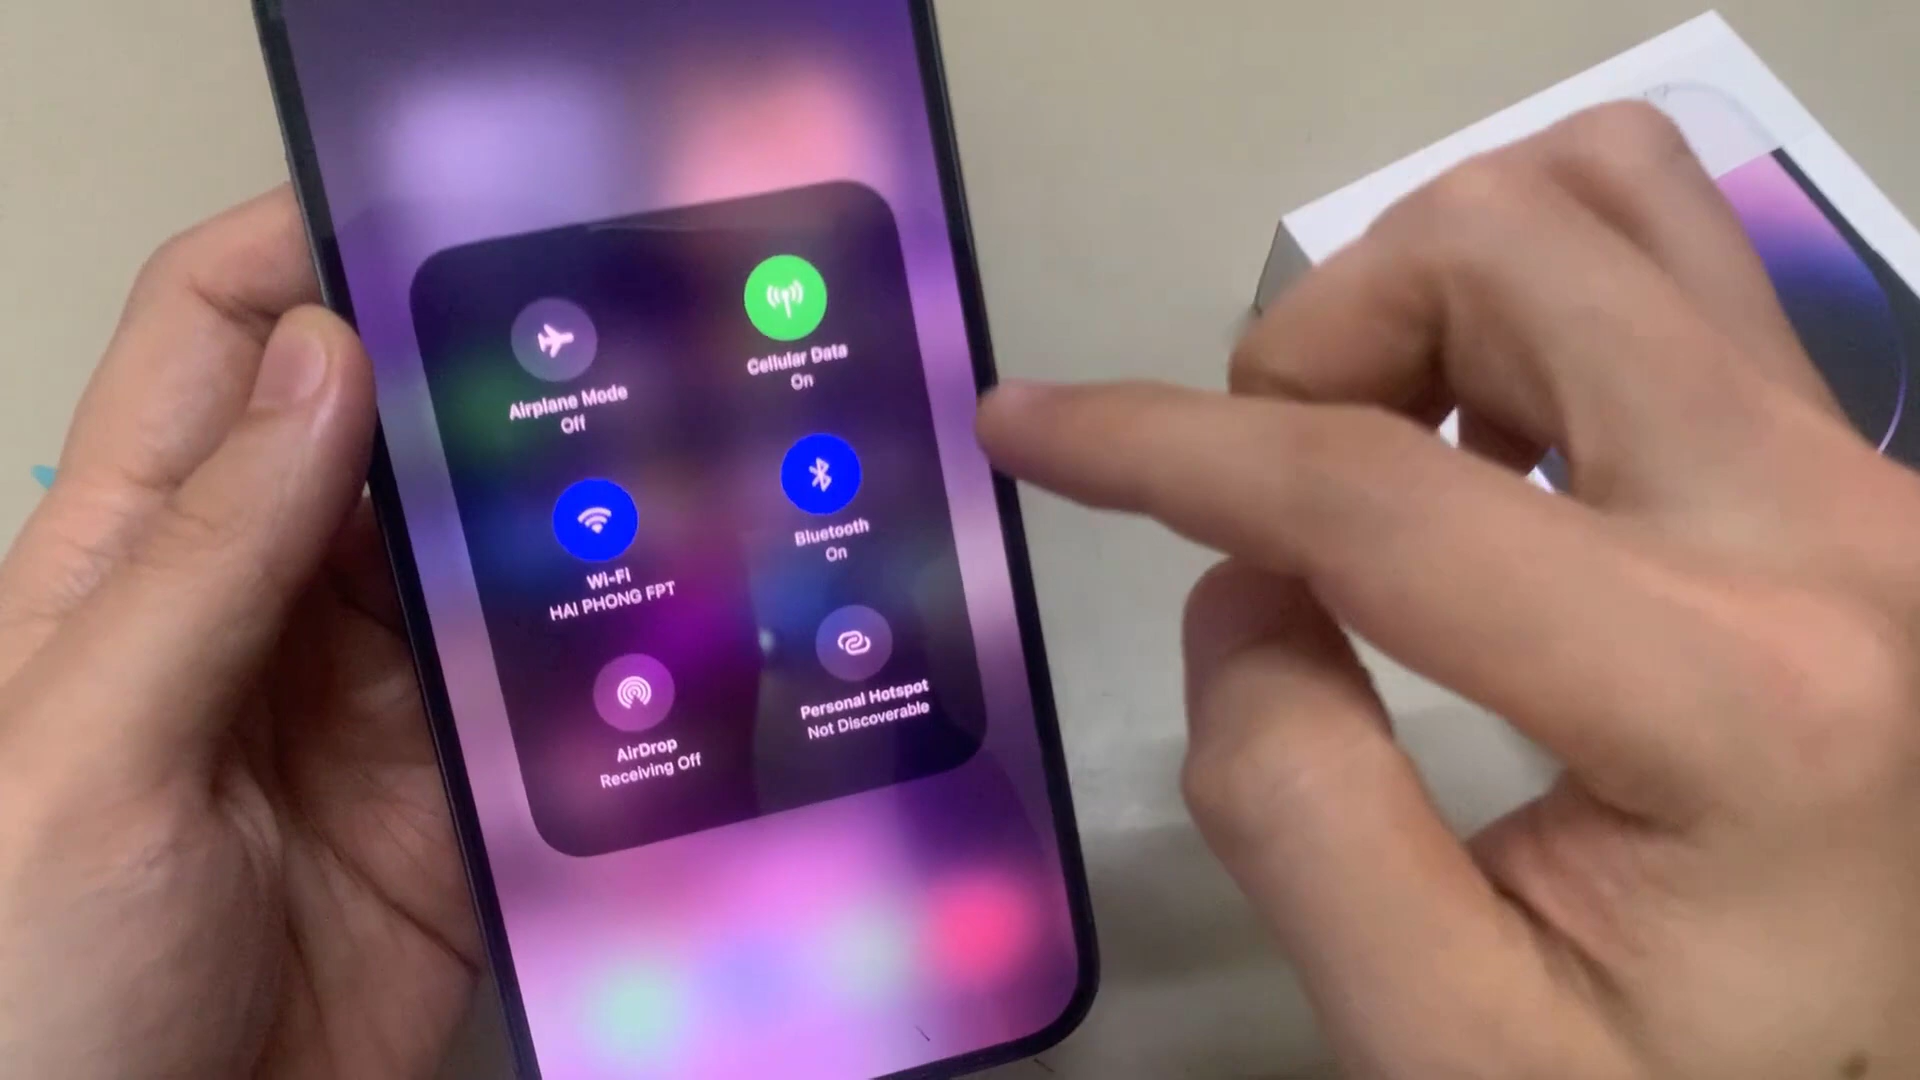 Airplane Mode
Off
Cellular Data
On
Wi-Fi
HAI PHONG FPT
Bluetooth
On
AirDrop
Receiving Off
Personal Hotspot
Not Discoverable